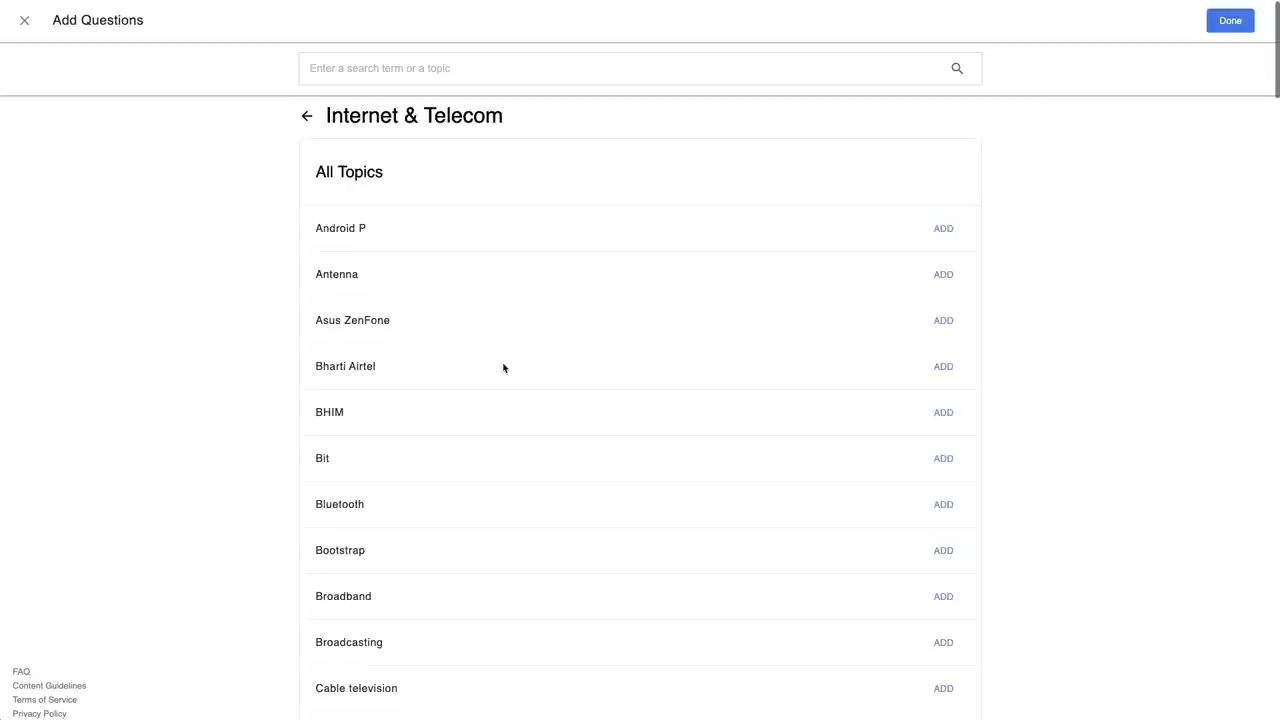 Add Questions
Done
Enter a search term or a topic
Internet & Telecom
All Topics
Android P ADD
Antenna ADD
Asus ZenFone ADD
Bharti Airtel ADD
BHIM ADD
Bit ADD
Bluetooth ADD
Bootstrap ADD
Broadband ADD
Broadcasting ADD
Cable television ADD
FAQ
Content Guidelines
Terms of Service
Privacy Policy